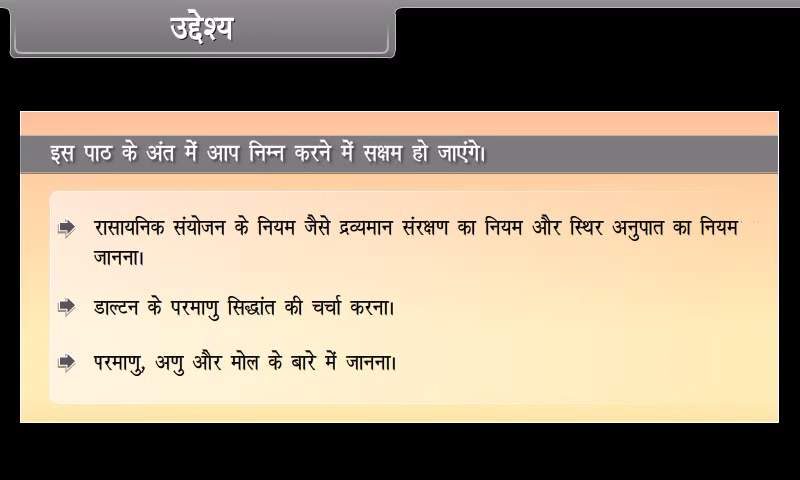 उद्देश्य
इस पाठ के अंत में आप निम्न करने में सक्षम हो जाएंगे।
रासायनिक संयोजन के नियम जैसे द्रव्यमान संरक्षण का नियम और स्थिर अनुपात का नियम
जानना।
डाल्टन के परमाणु सिद्धांत की चर्चा करना।
परमाणु, अणु और मोल के बारे में जानना।